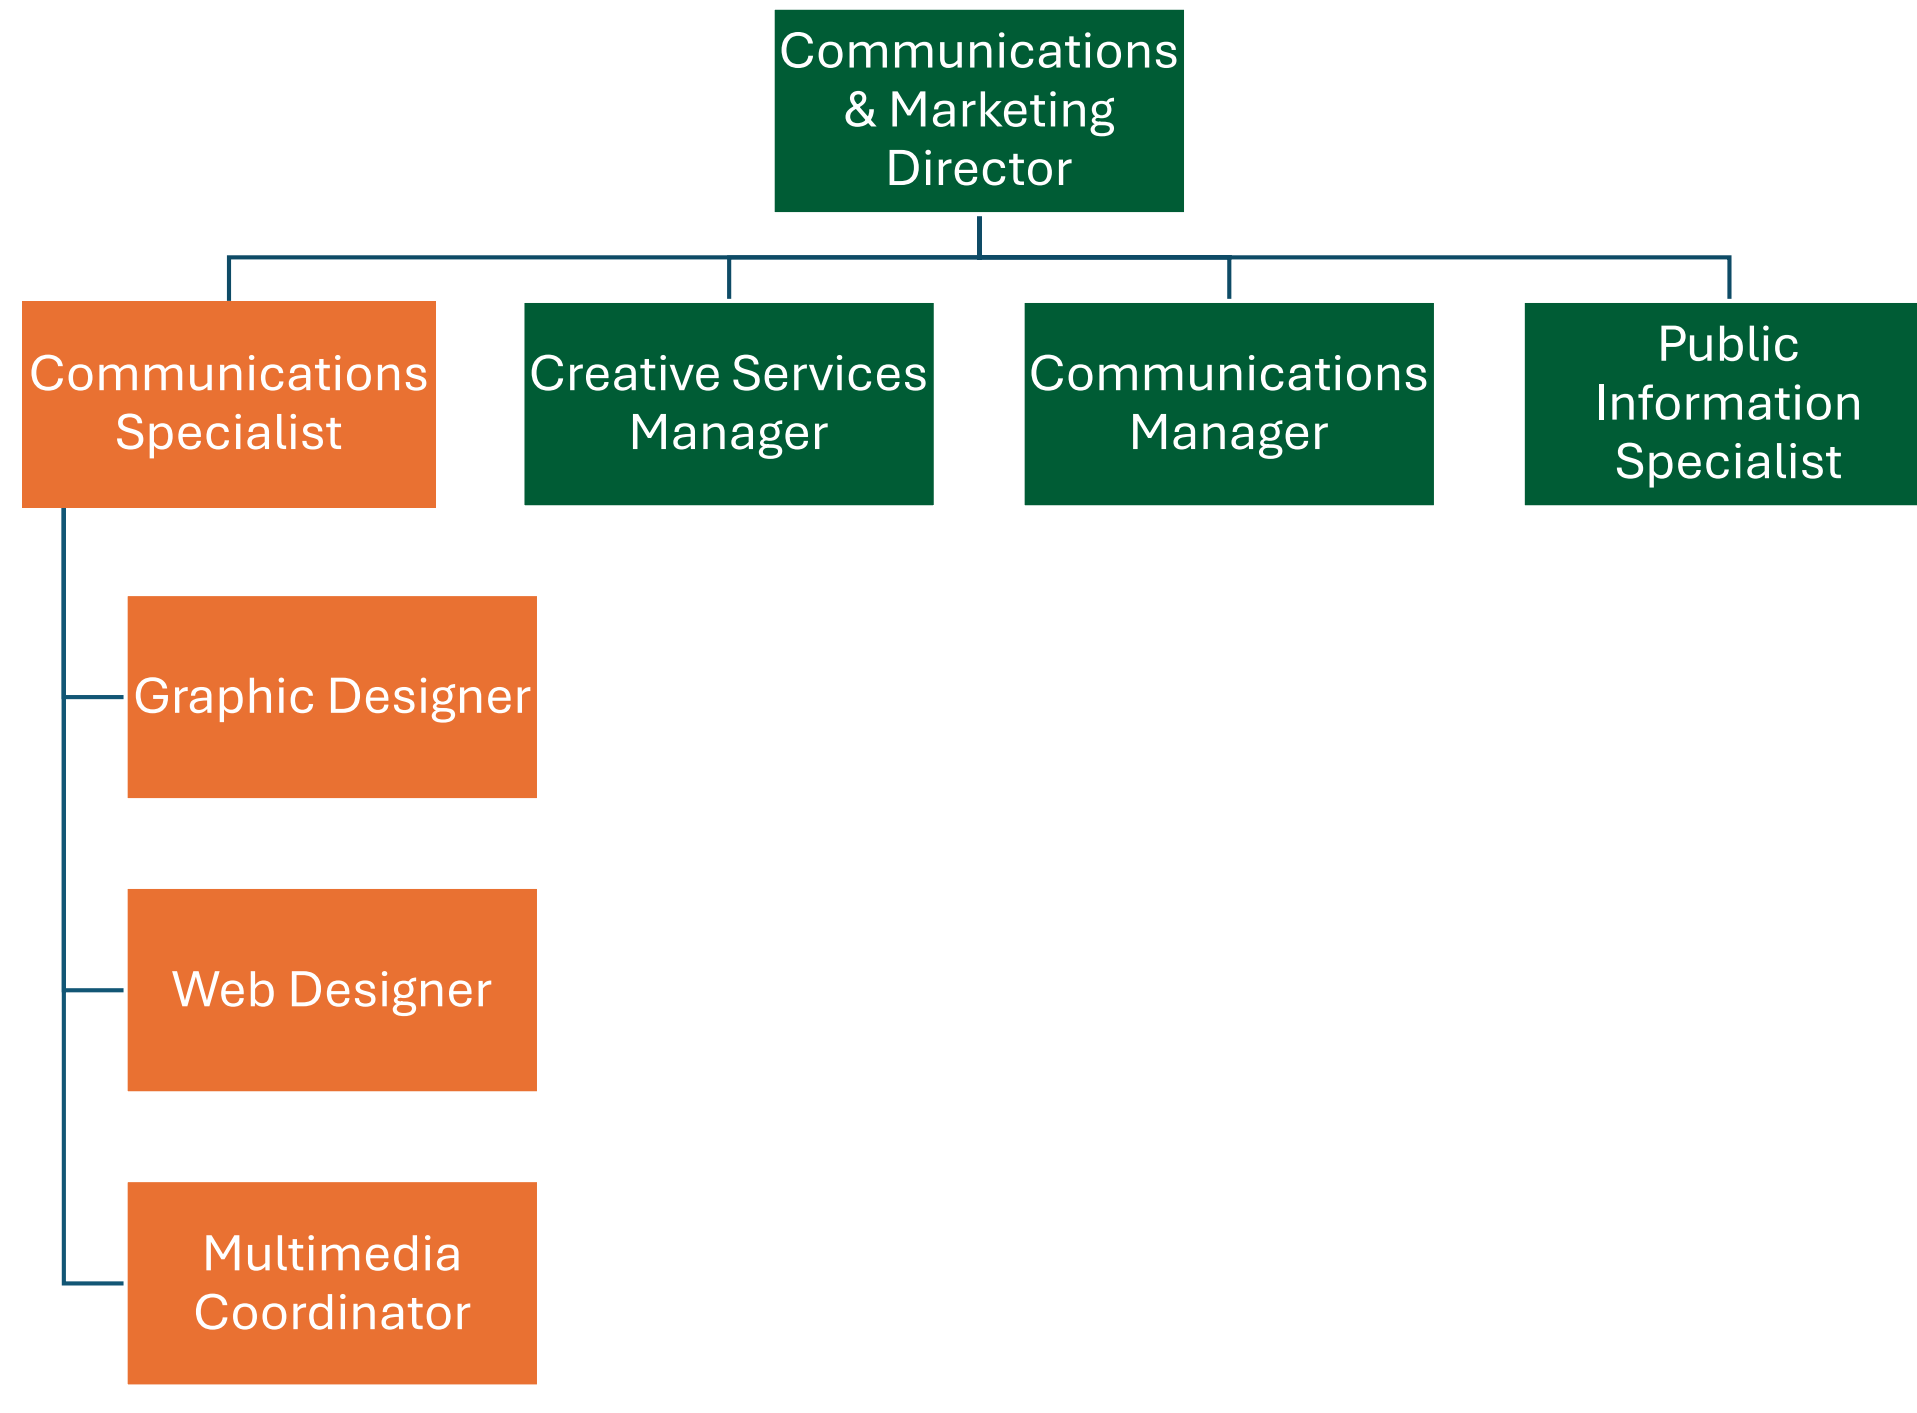 Communications
& Marketing
Director
Communications
Specialist
Creative Services
Manager
Communications
Manager
Public
Information
Specialist
Graphic Designer
Web Designer
Multimedia
Coordinator